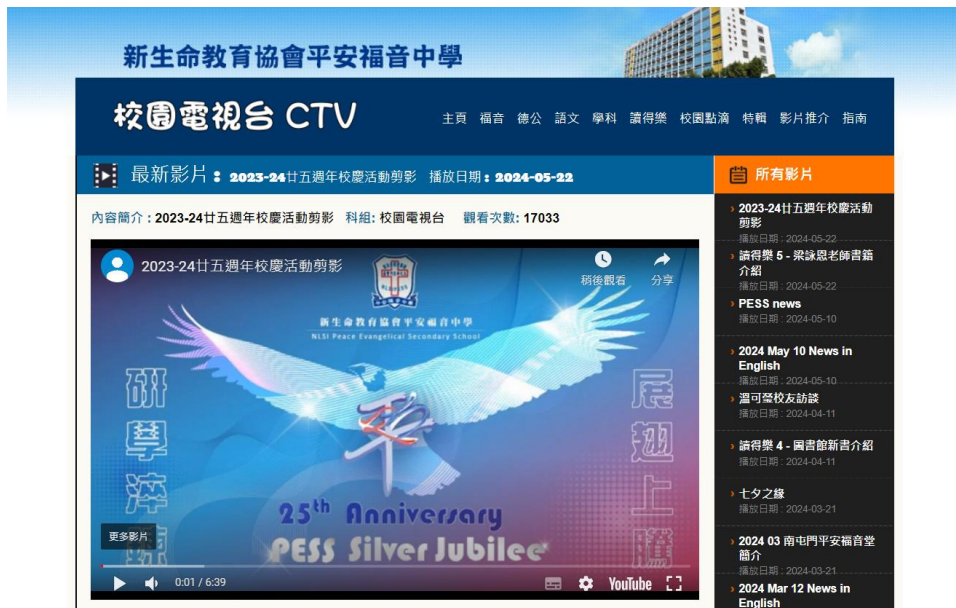 新生命教育協會平安福音中學
校園電視台 CTV
主頁 福音 德公 語文 學科 讀得樂 校園點滴 特輯 影片推介 指南
最新影片：2023-24廿五週年校慶活動剪影 播放日期：2024-05-22
所有影片
內容簡介：2023-24廿五週年校慶活動剪影 科組: 校園電視台 觀看次數: 17033
2023-24廿五週年校慶活動剪影
稍後觀看
分享
新生命教育協會平安福音中學
NLSI Peace Evangelical Secondary School
研學淬鍊
展翅上騰
平
25th Anniversary
PESS Silver Jubilee
更多影片
0:01 / 6:39
YouTube
› 2023-24廿五週年校慶活動
剪影
播放日期 : 2024-05-22
› 讀得樂 5 - 梁詠恩老師書籍
介紹
播放日期 : 2024-05-22
› PESS news
播放日期 : 2024-05-10
› 2024 May 10 News in
English
播放日期 : 2024-05-10
› 溫可瑩校友訪談
播放日期 : 2024-04-11
› 讀得樂 4 - 圖書館新書介紹
播放日期 : 2024-04-11
› 七夕之緣
播放日期 : 2024-03-21
› 2024 03 南屯門平安福音堂
簡介
播放日期 : 2024-03-21
› 2024 Mar 12 News in
English